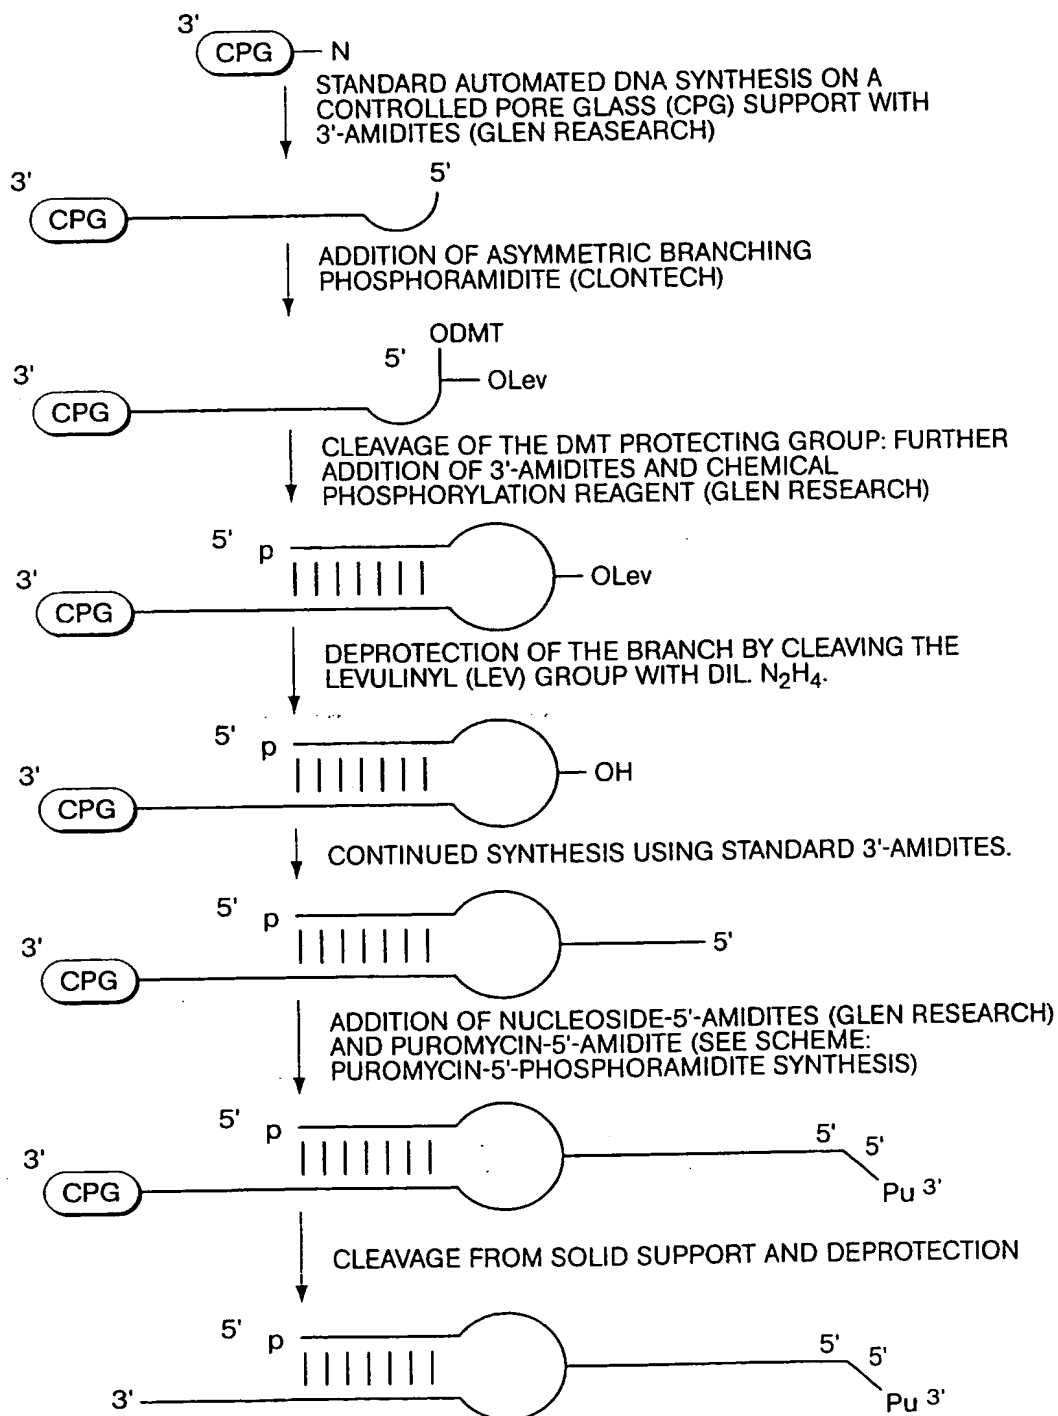 3'
CPG N
STANDARD AUTOMATED DNA SYNTHESIS ON A
CONTROLLED PORE GLASS (CPG) SUPPORT WITH
3'-AMIDITES (GLEN REASEARCH)
3' 5'
CPG
ADDITION OF ASYMMETRIC BRANCHING
PHOSPHORAMIDITE (CLONTECH)
ODMT
5'
OLev
3'
CPG
CLEAVAGE OF THE DMT PROTECTING GROUP: FURTHER
ADDITION OF 3'-AMIDITES AND CHEMICAL
PHOSPHORYLATION REAGENT (GLEN RESEARCH)
5' p
OLev
3'
CPG
DEPROTECTION OF THE BRANCH BY CLEAVING THE
LEVULINYL (LEV) GROUP WITH DIL. N2H4.
5' p
OH
3'
CPG
CONTINUED SYNTHESIS USING STANDARD 3'-AMIDITES.
5' p
5'
3'
CPG
ADDITION OF NUCLEOSIDE-5'-AMIDITES (GLEN RESEARCH)
AND PUROMYCIN-5'-AMIDITE (SEE SCHEME:
PUROMYCIN-5'-PHOSPHORAMIDITE SYNTHESIS)
5' p
5' 5'
3'
CPG
Pu 3'
CLEAVAGE FROM SOLID SUPPORT AND DEPROTECTION
5' p
5' 5'
3'
Pu 3'